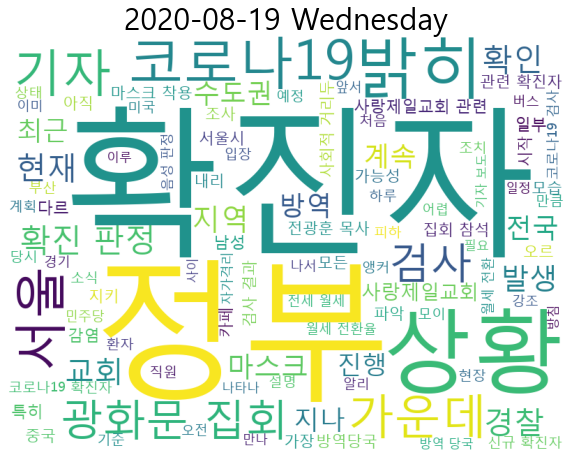 2020-08-19 Wednesday
기자
코로나19
밝히
확인
상태
마스크 착용
수도권
예정
앞서
관련 확진자
이미
아직
미국
사랑제일교회 관련
버스
최근
조사
처음
일부
코로나19 검사
확진자
현재
이루
음성 판정
서울시
입장
사회적 거리두
계속
조치
기자 보도치
시작
부산
내리
가능성
일정
모습
만큼
계획
다르
지역
방역
하루
어렵
집회 참석
전국
확진 판정
남성
전광훈 목사
필요
피하
오르
당시
경기
서울
정부
검사
발생
소식
사이
자가격리
나서
모든
앵커
사랑제일교회
지키
카페
검사 결과
전세 월세
파악
모이
월세 전환
강조
방침
민주당
상황
감염
환자
월세 전환율
교회
직원
마스크
설명
진행
알리
현장
코로나19 확진자
나타나
특히
광화문 집회
지나
가운데
경찰
중국
기준
오전
만나
가장
방역당국
방역 당국
신규 확진자